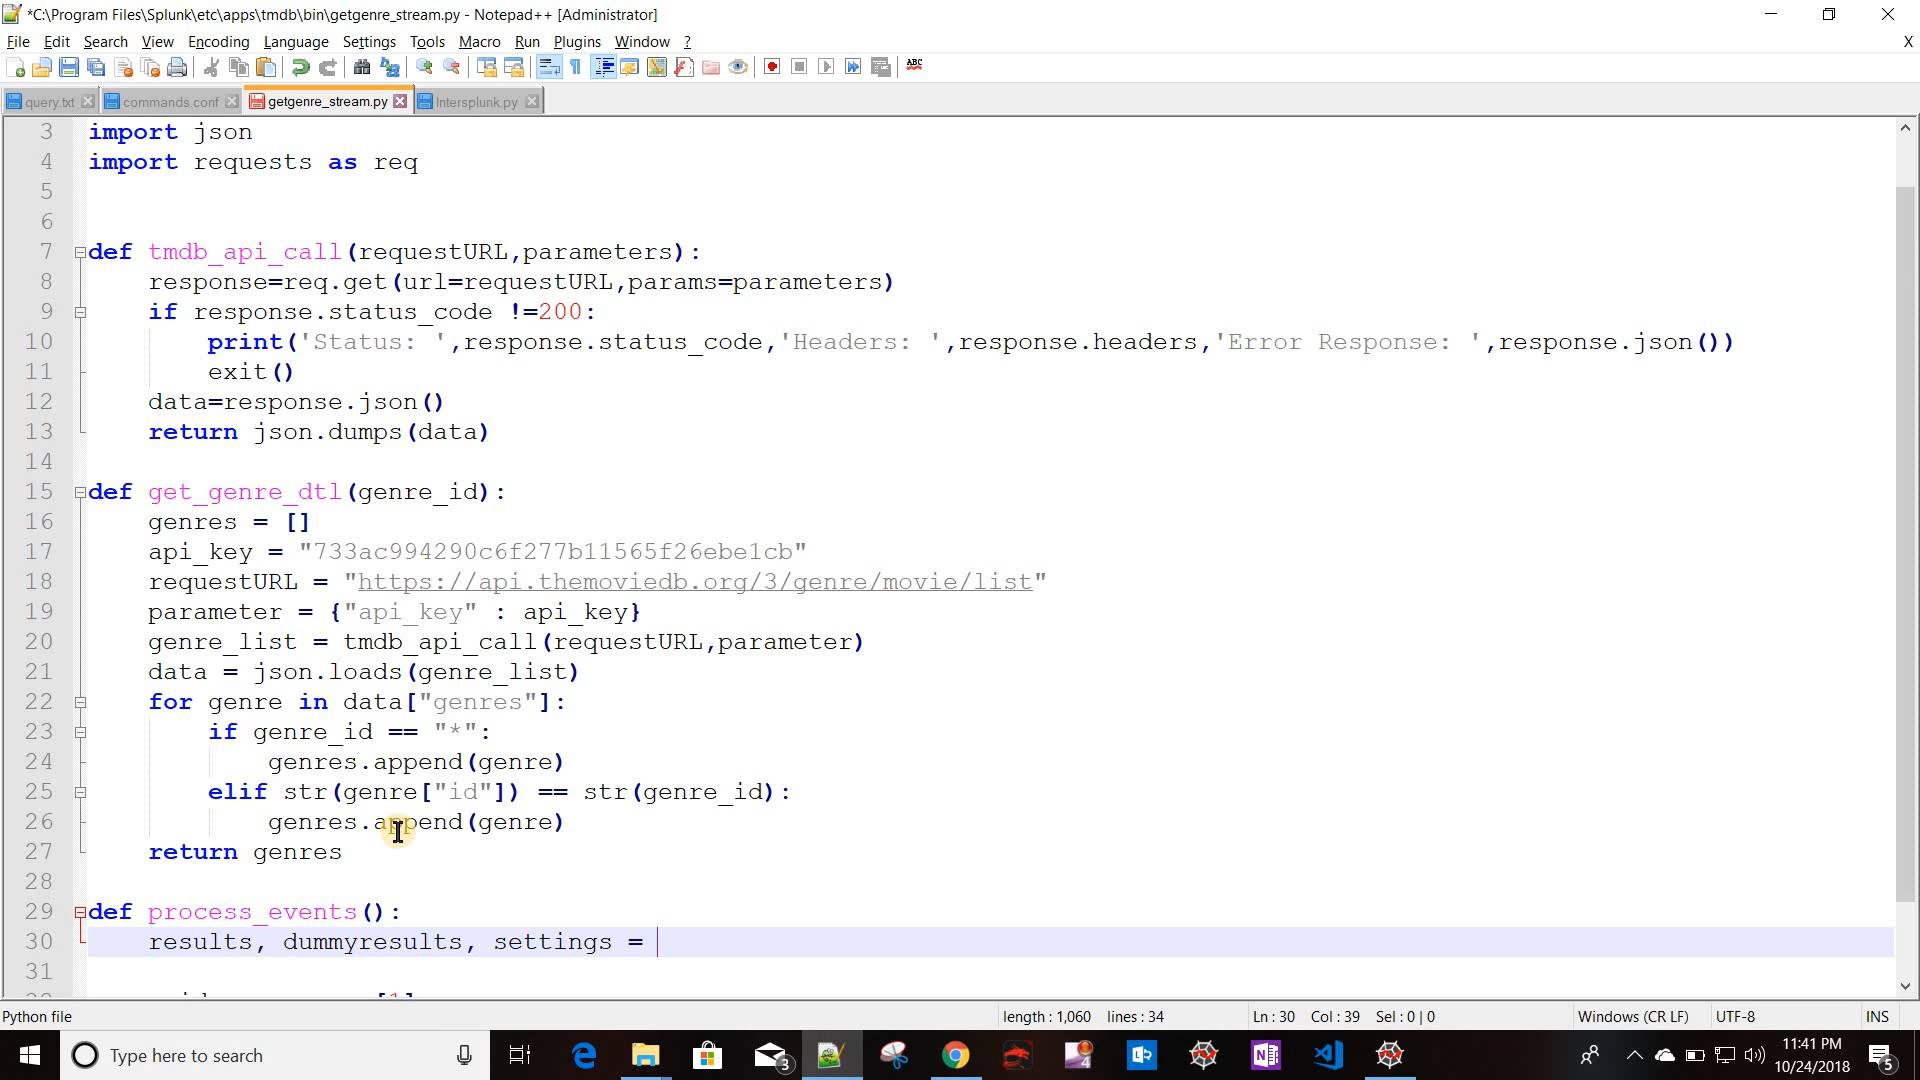 *C:\Program Files\Splunk\etc\apps\tmdb\bin\getgenre_stream.py - Notepad++ [Administrator]
File Edit Search View Encoding Language Settings Tools Macro Run Plugins Window ? X
query.txt commands.conf getgenre_stream.py Intersplunk.py
3 import json
4 import requests as req
5
6
7 def tmdb_api_call(requestURL,parameters):
8 response=req.get(url=requestURL,params=parameters)
9 if response.status_code !=200:
10 print('Status: ',response.status_code,'Headers: ',response.headers,'Error Response: ',response.json())
11 exit()
12 data=response.json()
13 return json.dumps(data)
14
15 def get_genre_dtl(genre_id):
16 genres = []
17 api_key = "733ac994290c6f277b11565f26ebe1cb"
18 requestURL = "https://api.themoviedb.org/3/genre/movie/list"
19 parameter = {"api_key" : api_key}
20 genre_list = tmdb_api_call(requestURL,parameter)
21 data = json.loads(genre_list)
22 for genre in data["genres"]:
23 if genre_id == "*":
24 genres.append(genre)
25 elif str(genre["id"]) == str(genre_id):
26 genres.append(genre)
27 return genres
28
29 def process_events():
30 results, dummyresults, settings =
31
Python file length : 1,060 lines : 34 Ln : 30 Col : 39 Sel : 0 | 0 Windows (CR LF) UTF-8 INS
Type here to search 3 11:41 PM
10/24/2018 5